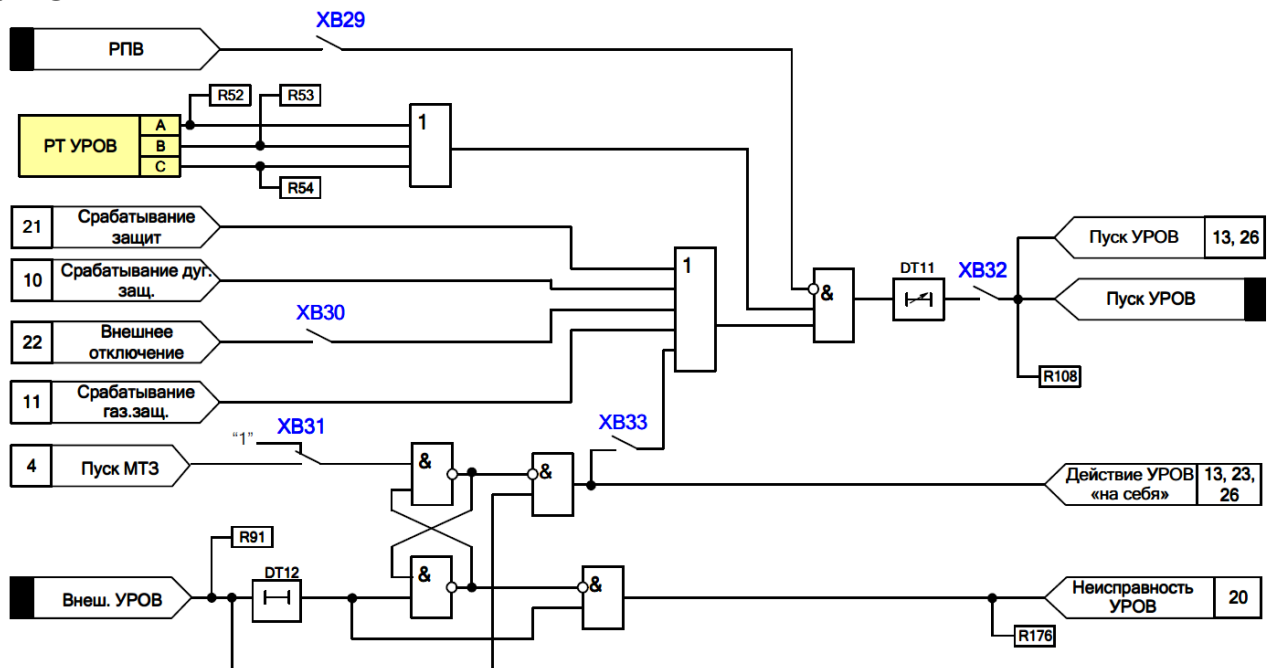 XB29
РПВ
R52
R53
РТ УРОВ
A
B
C
1
R54
21
Срабатывание
защит
10
Срабатывание дуг.
защ.
1
XB30
22
Внешнее
отключение
11
Срабатывание
газ.защ.
&
DT11
XB32
Пуск УРОВ
13, 26
Пуск УРОВ
R108
XB31
XB33
"1"
4
Пуск МТЗ
&
&
Действие УРОВ
«на себя»
13, 23,
26
R91
Внеш. УРОВ
DT12
&
&
Неисправность
УРОВ
20
R176